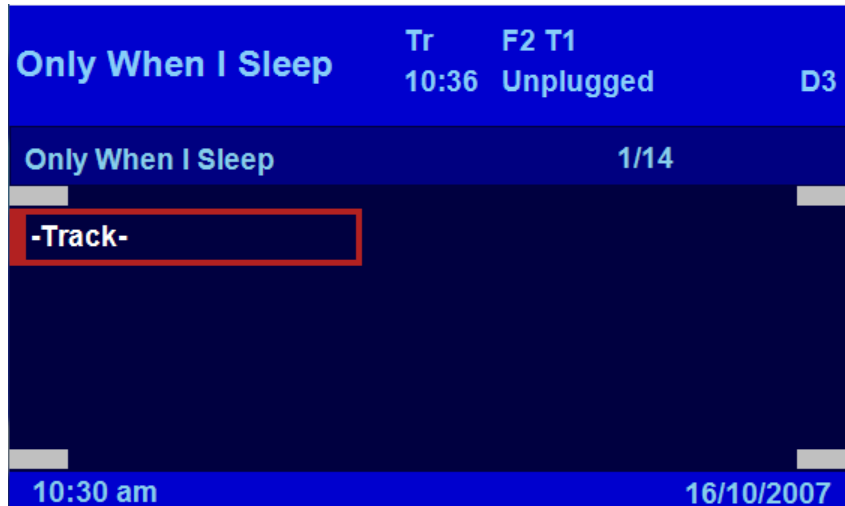 Only When I Sleep
Tr F2 T1
10:36 Unplugged D3
Only When I Sleep 1/14
-Track-
10:30 am 16/10/2007